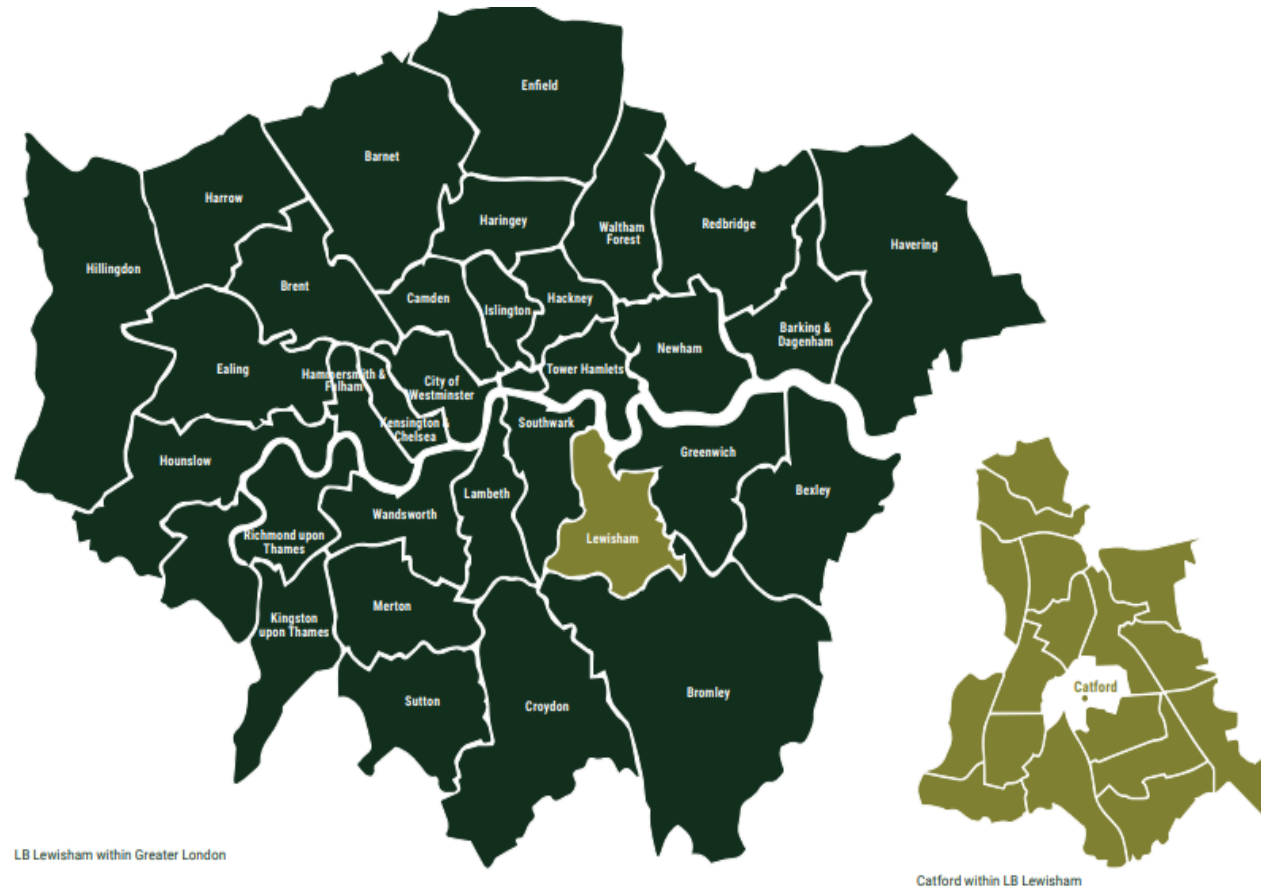 Enfield
Barnet
Harrow
Haringey
Waltham
Forest
Redbridge
Havering
Hillingdon
Brent
Camden
Islington
Hackney
Barking &
Dagenham
Newham
Ealing
Hammersmith &
Fulham
City of
Westminster
Tower Hamlets
Kensington &
Chelsea
Southwark
Greenwich
Hounslow
Bexley
Lambeth
Wandsworth
Richmond upon
Thames
Lewisham
Merton
Kingston
upon Thames
Sutton
Croydon
Bromley
Catford
LB Lewisham within Greater London
Catford within LB Lewisham